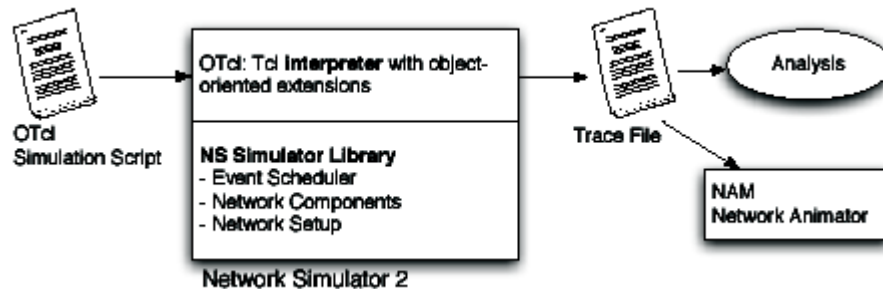 OTcl
Simulation Script
OTcl: Tcl interpreter with object-
oriented extensions
NS Simulator Library
- Event Scheduler
- Network Components
- Network Setup
Network Simulator 2
Trace File
Analysis
NAM
Network Animator